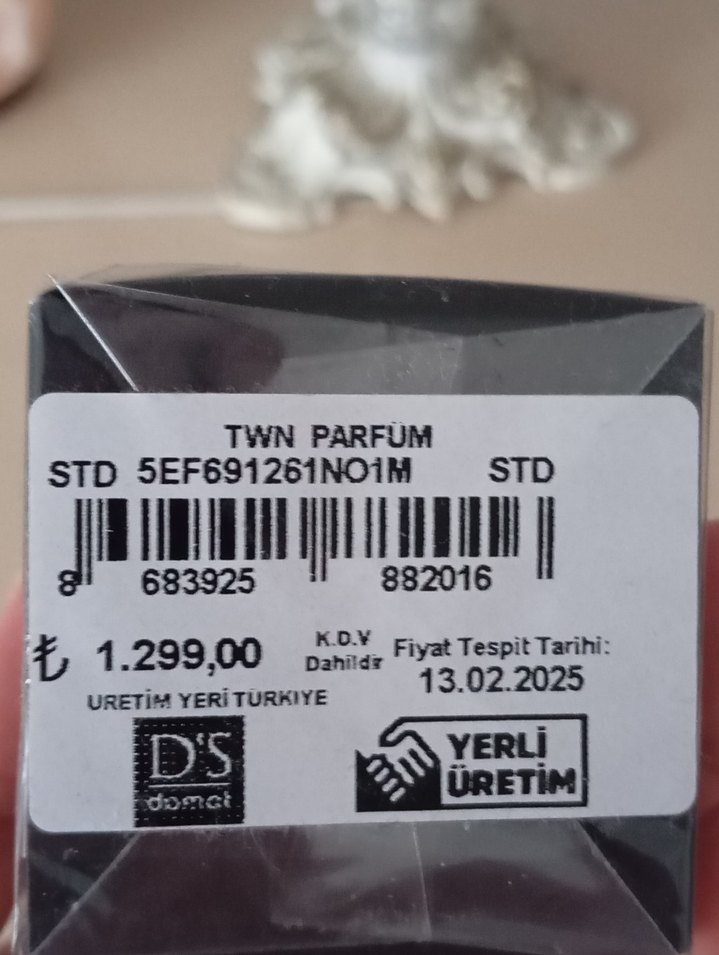 TWN PARFÜM
STD 5EF691261NO1M STD
8 683925 882016
₺ 1.299,00 K.D.V Dahildir
Fiyat Tespit Tarihi:
13.02.2025
URETİM YERİ TÜRKIYE
D'S
damat
YERLİ
ÜRETİM